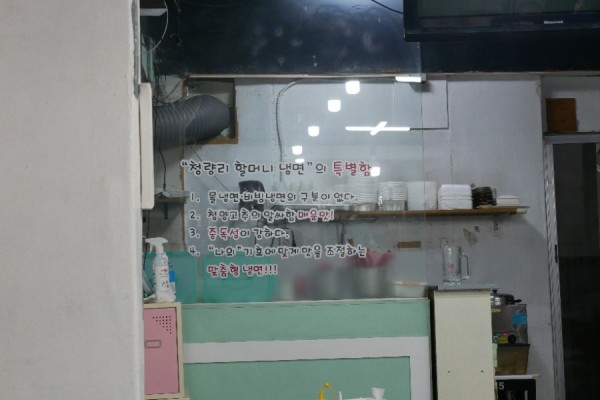 "청량리 할머니 냉면"의 특별함
1. 물냉면·비빔냉면의 구분이 없다.
2. 청양고추의 알싸한 매운맛!
3. 중독성이 강하다.
4. "나의" 기호에 맞게 맛을 조절하는
맞춤형 냉면!!!